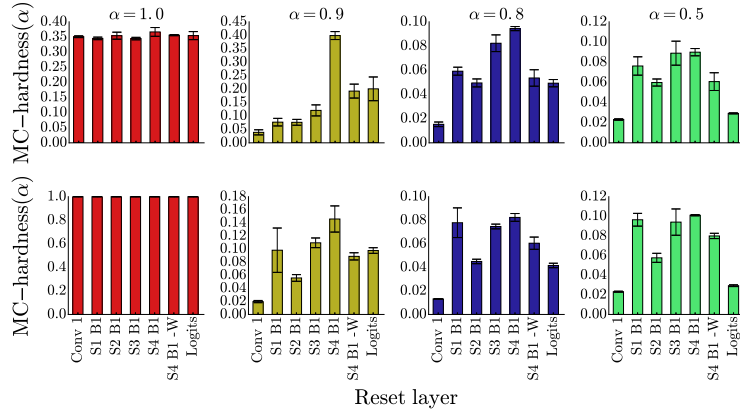 α = 1.0
α = 0.9
α = 0.8
α = 0.5
MC−hardness(α)
0.40
0.35
0.30
0.25
0.20
0.15
0.10
0.05
0.00
0.45
0.40
0.35
0.30
0.25
0.20
0.15
0.10
0.05
0.00
0.10
0.08
0.06
0.04
0.02
0.00
0.12
0.10
0.08
0.06
0.04
0.02
0.00
MC−hardness(α)
1.0
0.8
0.6
0.4
0.2
0.0
0.18
0.16
0.14
0.12
0.10
0.08
0.06
0.04
0.02
0.00
0.10
0.08
0.06
0.04
0.02
0.00
0.12
0.10
0.08
0.06
0.04
0.02
0.00
Conv 1
S1 B1
S2 B1
S3 B1
S4 B1
S4 B1 -W
Logits
Conv 1
S1 B1
S2 B1
S3 B1
S4 B1
S4 B1 -W
Logits
Conv 1
S1 B1
S2 B1
S3 B1
S4 B1
S4 B1 -W
Logits
Conv 1
S1 B1
S2 B1
S3 B1
S4 B1
S4 B1 -W
Logits
Reset layer